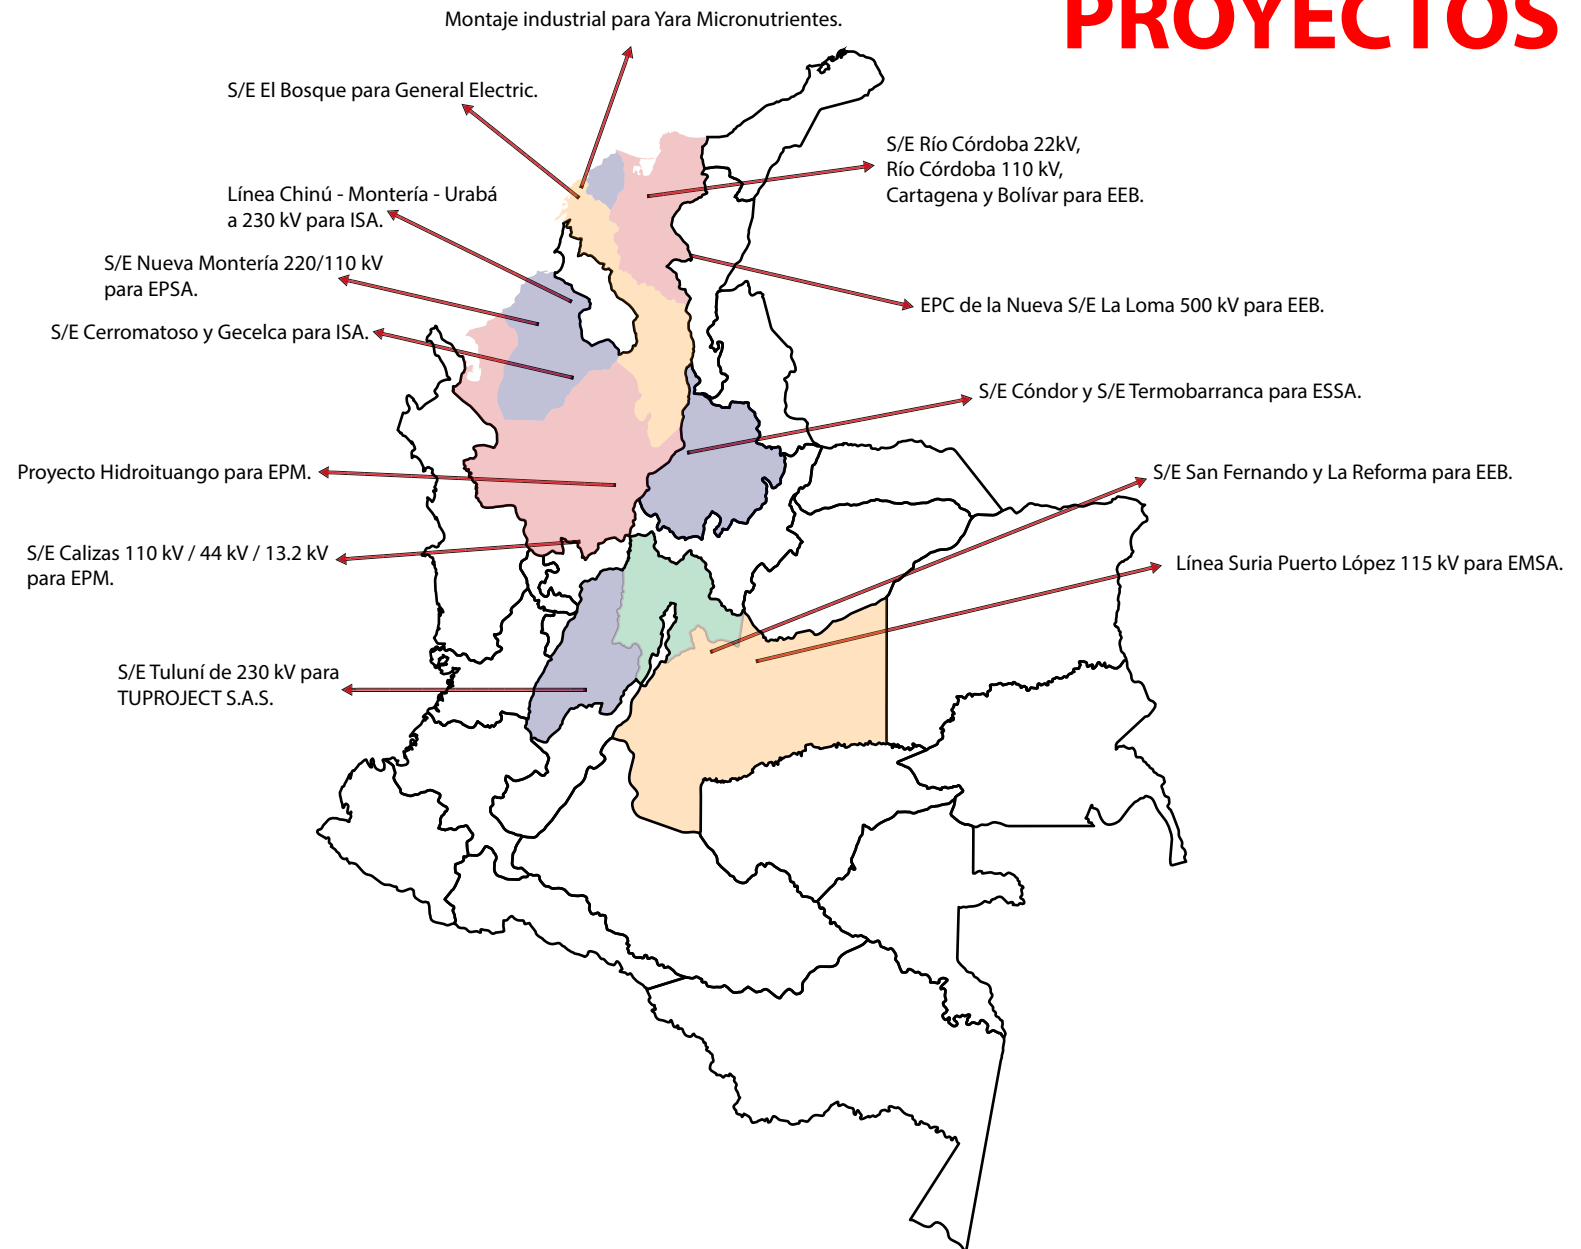 PROYECTOS
Montaje industrial para Yara Micronutrientes.
S/E El Bosque para General Electric.
S/E Río Córdoba 22kV,
Río Córdoba 110 kV,
Cartagena y Bolívar para EEB.
Línea Chinú - Montería - Urabá
a 230 kV para ISA.
S/E Nueva Montería 220/110 kV
para EPSA.
EPC de la Nueva S/E La Loma 500 kV para EEB.
S/E Cerromatoso y Gecelca para ISA.
S/E Cóndor y S/E Termobarranca para ESSA.
Proyecto Hidroituango para EPM.
S/E San Fernando y La Reforma para EEB.
S/E Calizas 110 kV / 44 kV / 13.2 kV
para EPM.
Línea Suria Puerto López 115 kV para EMSA.
S/E Tuluní de 230 kV para
TUPROJECT S.A.S.